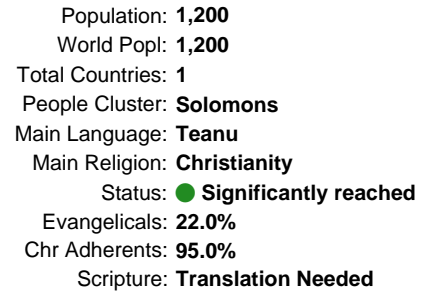 Population: 1,200
World Popl: 1,200
Total Countries: 1
People Cluster: Solomons
Main Language: Teanu
Main Religion: Christianity
Status: Significantly reached
Evangelicals: 22.0%
Chr Adherents: 95.0%
Scripture: Translation Needed